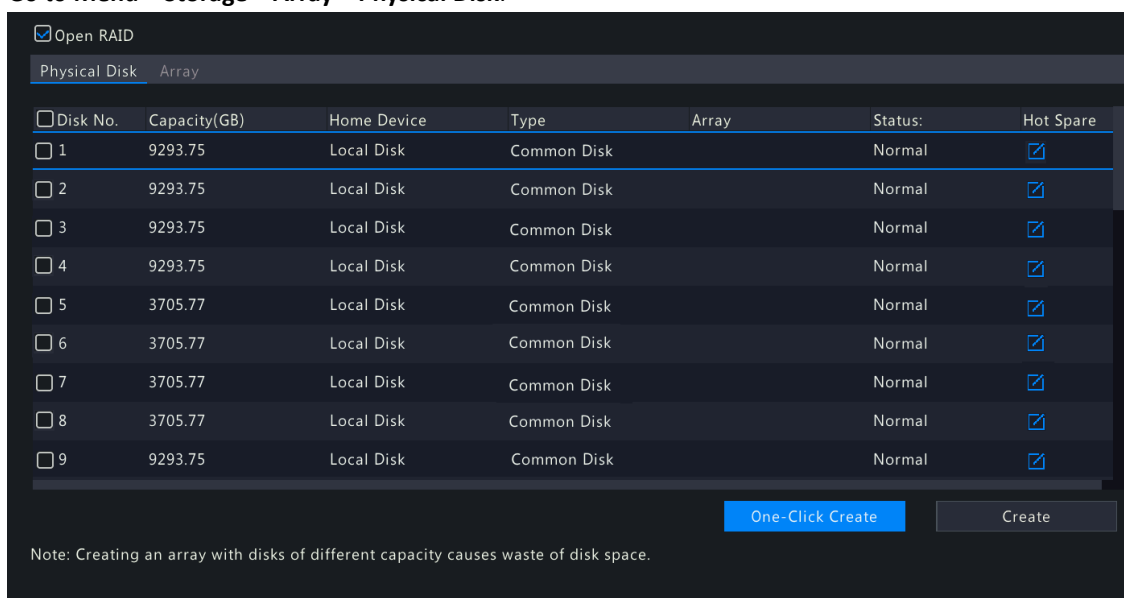 Open RAID
Physical Disk Array
Disk No. Capacity(GB) Home Device Type Array Status: Hot Spare
1 9293.75 Local Disk Common Disk Normal
2 9293.75 Local Disk Common Disk Normal
3 9293.75 Local Disk Common Disk Normal
4 9293.75 Local Disk Common Disk Normal
5 3705.77 Local Disk Common Disk Normal
6 3705.77 Local Disk Common Disk Normal
7 3705.77 Local Disk Common Disk Normal
8 3705.77 Local Disk Common Disk Normal
9 9293.75 Local Disk Common Disk Normal
One-Click Create Create
Note: Creating an array with disks of different capacity causes waste of disk space.